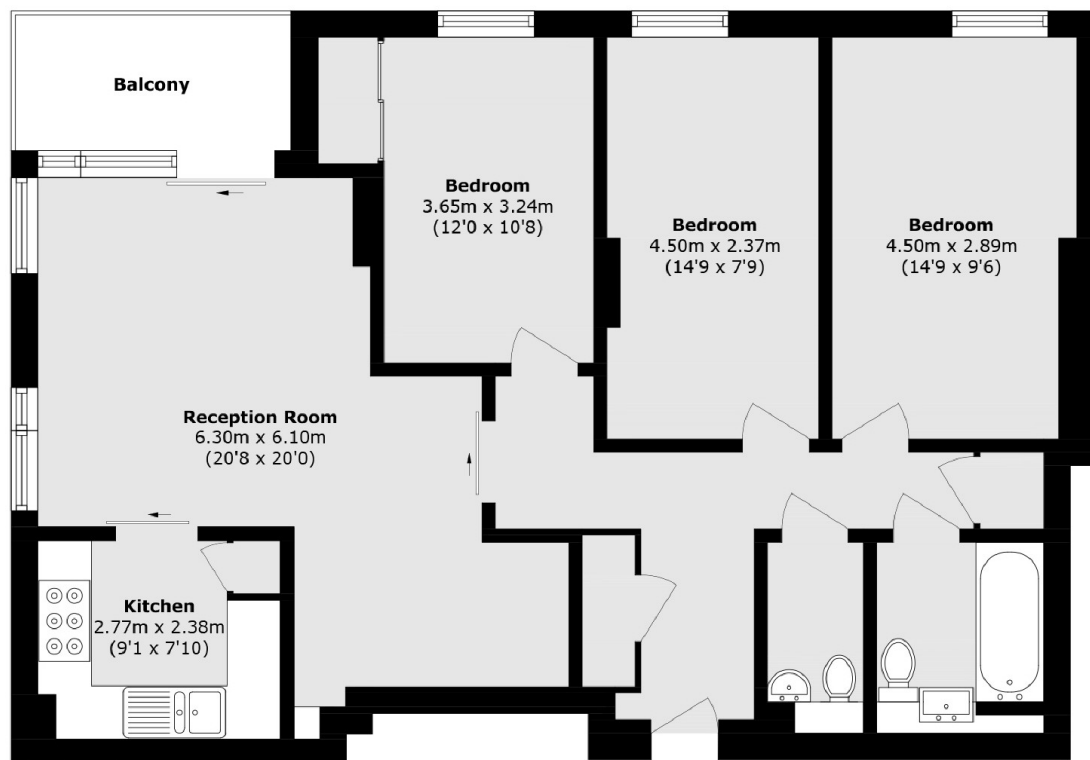 Balcony
Bedroom
3.65m x 3.24m
(12'0 x 10'8)
Bedroom
4.50m x 2.37m
(14'9 x 7'9)
Bedroom
4.50m x 2.89m
(14'9 x 9'6)
Reception Room
6.30m x 6.10m
(20'8 x 20'0)
Kitchen
2.77m x 2.38m
(9'1 x 7'10)